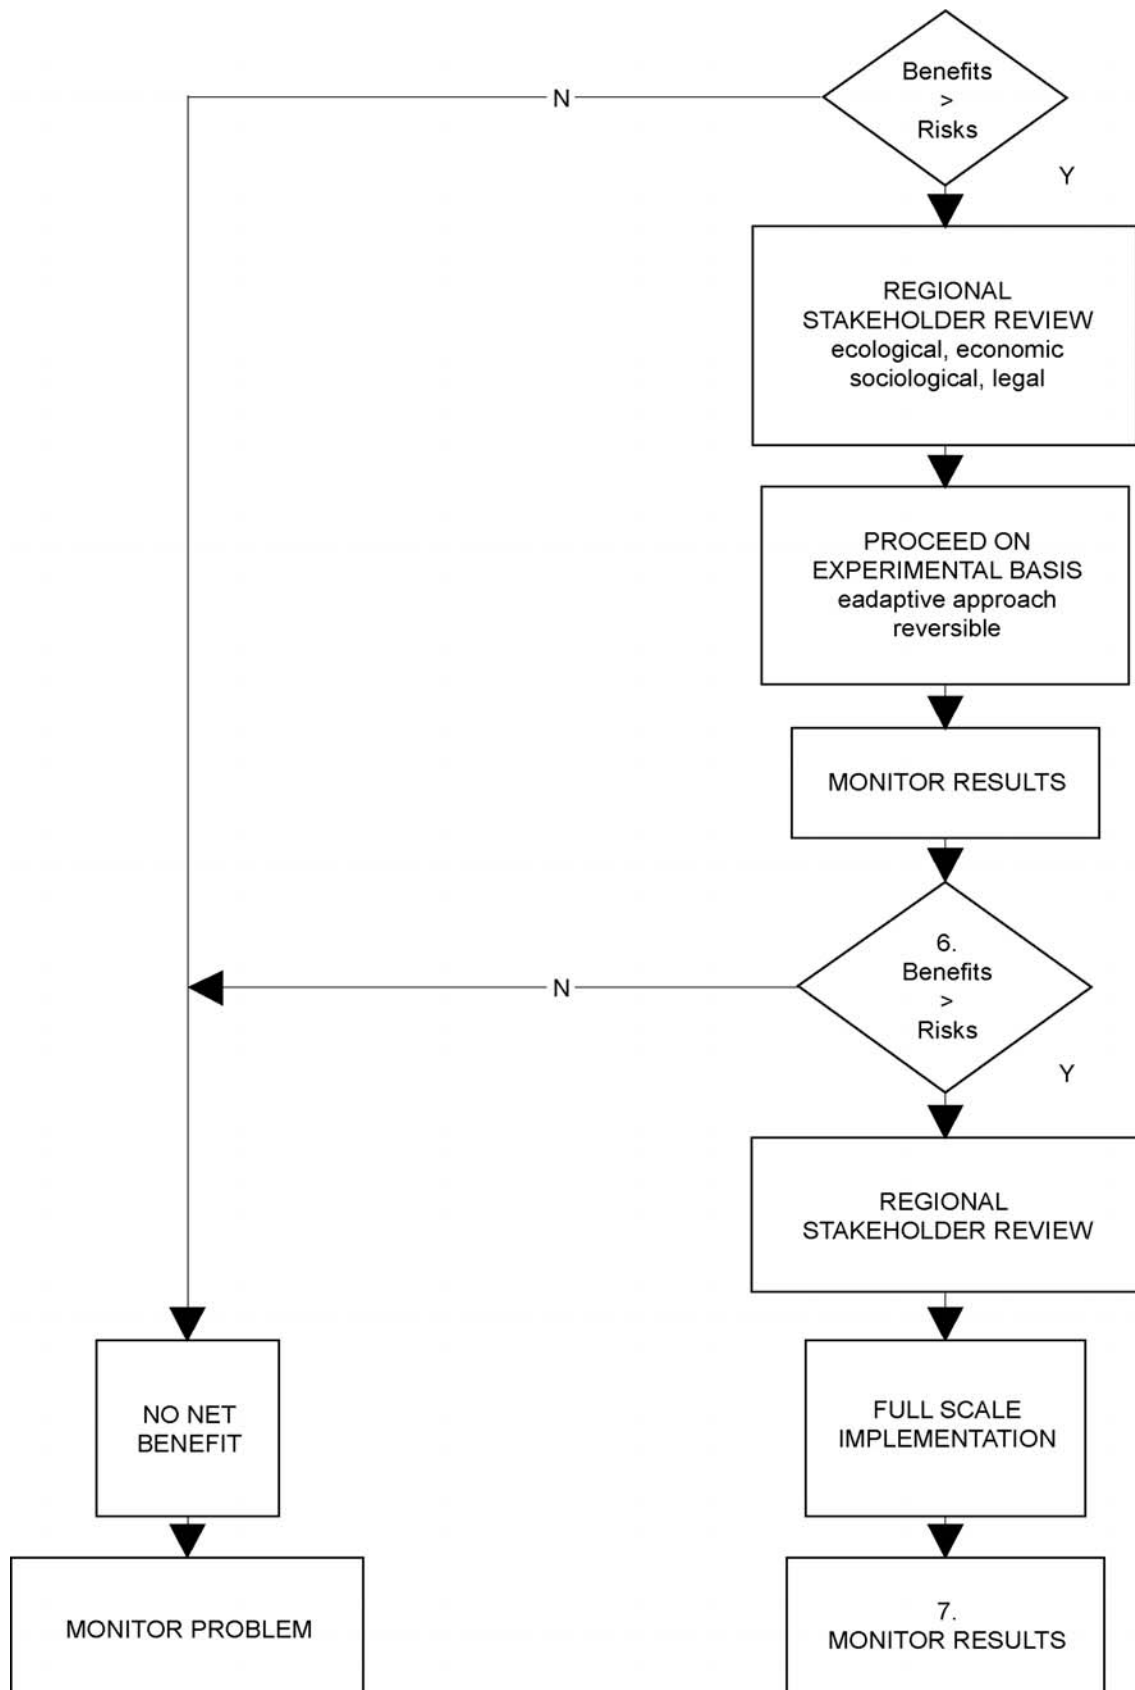 Benefits
>
Risks
N
Y
REGIONAL
STAKEHOLDER REVIEW
ecological, economic
sociological, legal
PROCEED ON
EXPERIMENTAL BASIS
eadaptive approach
reversible
MONITOR RESULTS
6.
Benefits
>
Risks
N
Y
REGIONAL
STAKEHOLDER REVIEW
NO NET
BENEFIT
FULL SCALE
IMPLEMENTATION
MONITOR PROBLEM
7.
MONITOR RESULTS